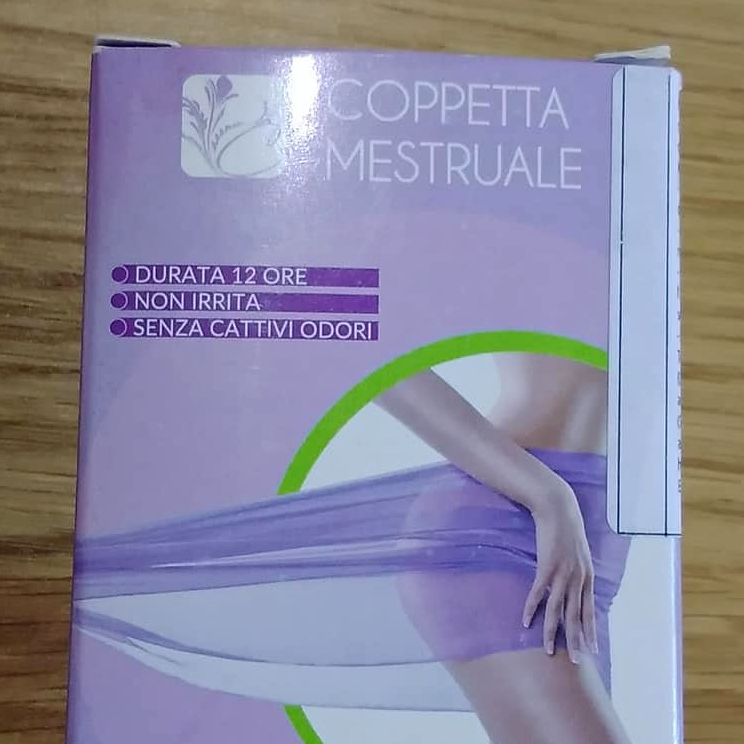 COPPETTA
MESTRUALE
DURATA 12 ORE
NON IRRITA
SENZA CATTIVI ODORI